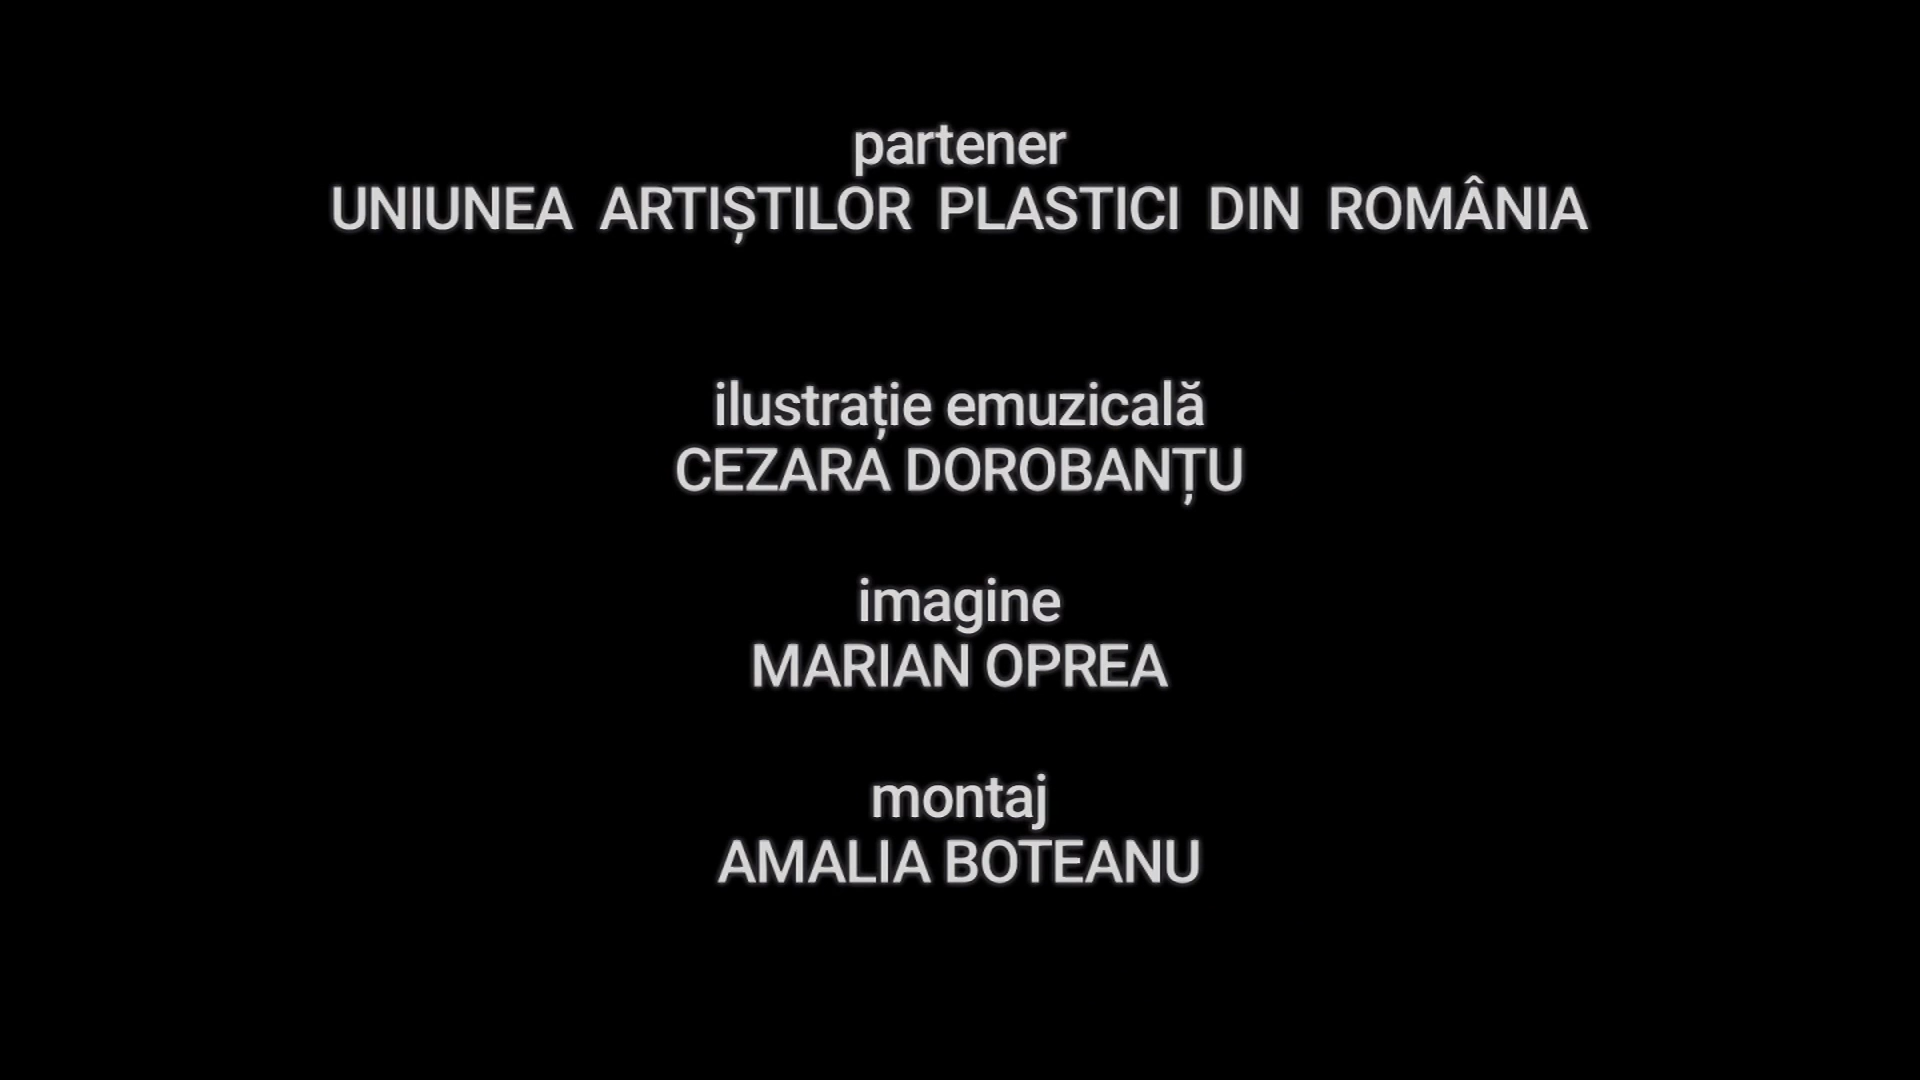 partener
UNIUNEA ARTIȘTILOR PLASTICI DIN ROMÂNIA
ilustrație emuzicală
CEZARA DOROBANȚU
imagine
MARIAN OPREA
montaj
AMALIA BOTEANU